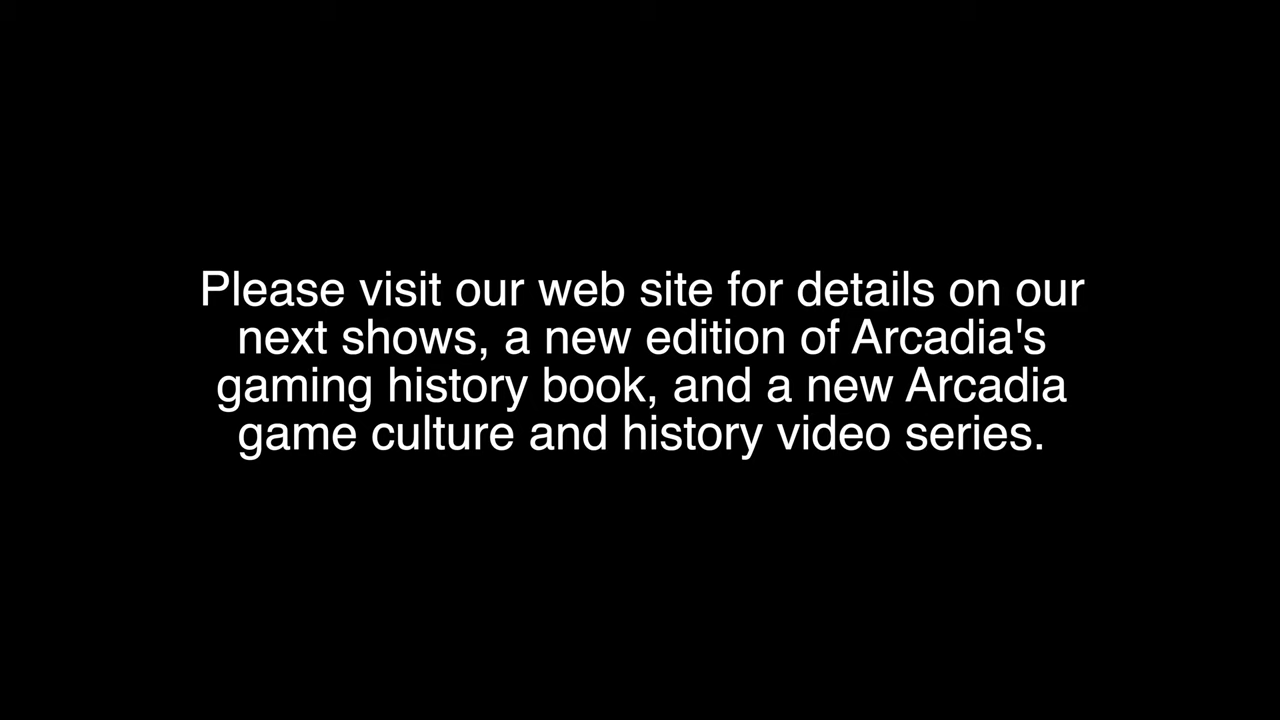 Please visit our web site for details on our
next shows, a new edition of Arcadia's
gaming history book, and a new Arcadia
game culture and history video series.